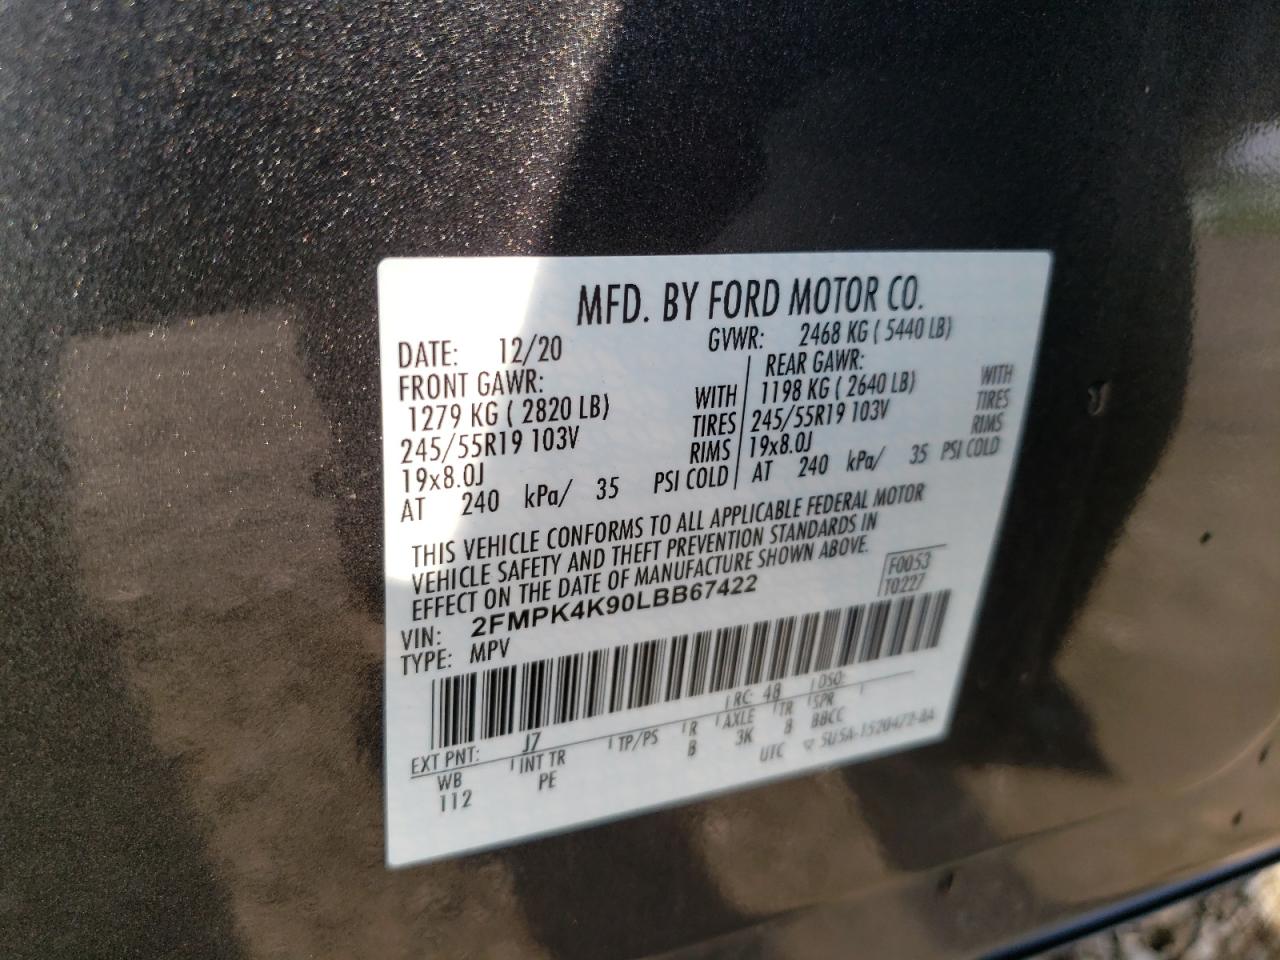 MFD. BY FORD MOTOR CO.
DATE: 12/20 GVWR: 2468 KG ( 5440 LB)
FRONT GAWR: REAR GAWR:
1279 KG ( 2820 LB) WITH 1198 KG ( 2640 LB) WITH
245/55R19 103V TIRES 245/55R19 103V TIRES
19x8.0J RIMS 19x8.0J RIMS
AT 240 kPa/ 35 PSI COLD AT 240 kPa/ 35 PSI COLD
THIS VEHICLE CONFORMS TO ALL APPLICABLE FEDERAL MOTOR
VEHICLE SAFETY AND THEFT PREVENTION STANDARDS IN
EFFECT ON THE DATE OF MANUFACTURE SHOWN ABOVE.
F0053
VIN: 2FMPK4K90LBB67422 T0227
TYPE: MPV
EXT PNT: J7 RC: 48 DSO:
WB INT TR TP/PS R AXLE TR SPR
112 PE B 3K B BBCC
UTC ▽ 5U5A-1520472-AA